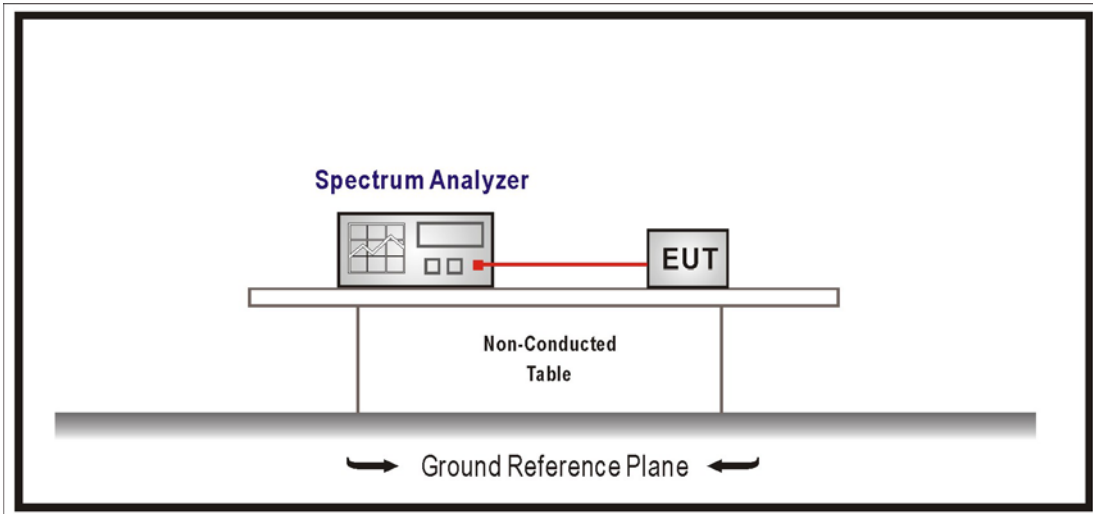 Spectrum Analyzer
EUT
Non-Conducted
Table
Ground Reference Plane